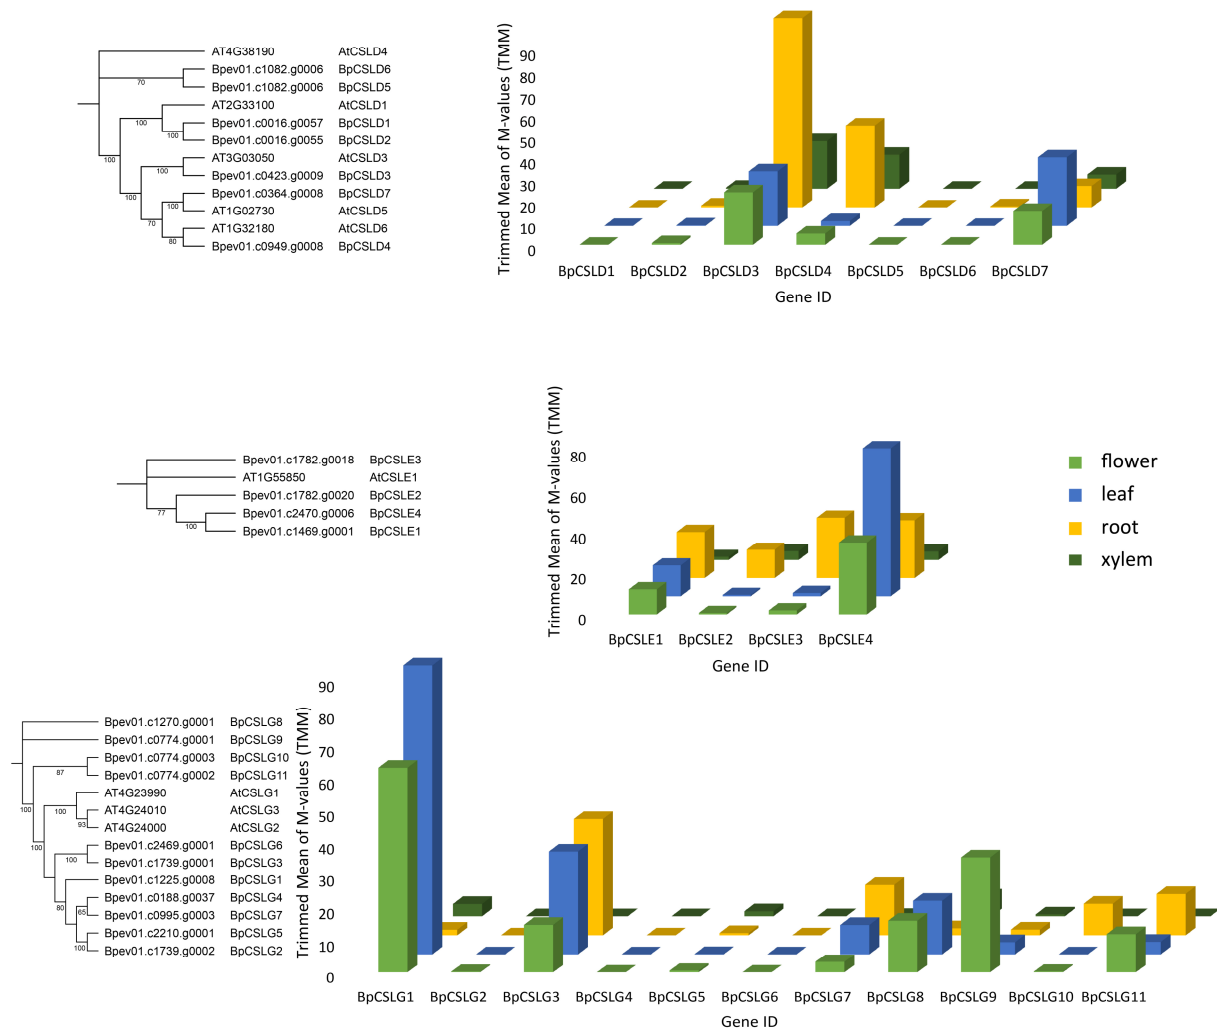 AT4G38190 AtCSLD4
Bpev01.c1082.g0006 BpCSLD6
70
Bpev01.c1082.g0006 BpCSLD5
AT2G33100 AtCSLD1
100
Bpev01.c0016.g0057 BpCSLD1
100
Bpev01.c0016.g0055 BpCSLD2
100
AT3G03050 AtCSLD3
Bpev01.c0423.g0009 BpCSLD3
100
Bpev01.c0364.g0008 BpCSLD7
100
AT1G02730 AtCSLD5
70
AT1G32180 AtCSLD6
80
Bpev01.c0949.g0008 BpCSLD4
Trimmed Mean of M-values (TMM)
90
80
70
60
50
40
30
20
10
0
BpCSLD1 BpCSLD2 BpCSLD3 BpCSLD4 BpCSLD5 BpCSLD6 BpCSLD7
Gene ID
Bpev01.c1782.g0018 BpCSLE3
AT1G55850 AtCSLE1
Bpev01.c1782.g0020 BpCSLE2
77
Bpev01.c2470.g0006 BpCSLE4
100
Bpev01.c1469.g0001 BpCSLE1
Trimmed Mean of M-values (TMM)
80
60
40
20
0
BpCSLE1 BpCSLE2 BpCSLE3 BpCSLE4
Gene ID
flower
leaf
root
xylem
Bpev01.c1270.g0001 BpCSLG8
Bpev01.c0774.g0001 BpCSLG9
Bpev01.c0774.g0003 BpCSLG10
87
Bpev01.c0774.g0002 BpCSLG11
AT4G23990 AtCSLG1
100
100
AT4G24010 AtCSLG3
93
AT4G24000 AtCSLG2
100
Bpev01.c2469.g0001 BpCSLG6
100
Bpev01.c1739.g0001 BpCSLG3
Bpev01.c1225.g0008 BpCSLG1
Bpev01.c0188.g0037 BpCSLG4
80
65
Bpev01.c0995.g0003 BpCSLG7
Bpev01.c2210.g0001 BpCSLG5
100
Bpev01.c1739.g0002 BpCSLG2
Trimmed Mean of M-values (TMM)
90
80
70
60
50
40
30
20
10
0
BpCSLG1 BpCSLG2 BpCSLG3 BpCSLG4 BpCSLG5 BpCSLG6 BpCSLG7 BpCSLG8 BpCSLG9 BpCSLG10 BpCSLG11
Gene ID